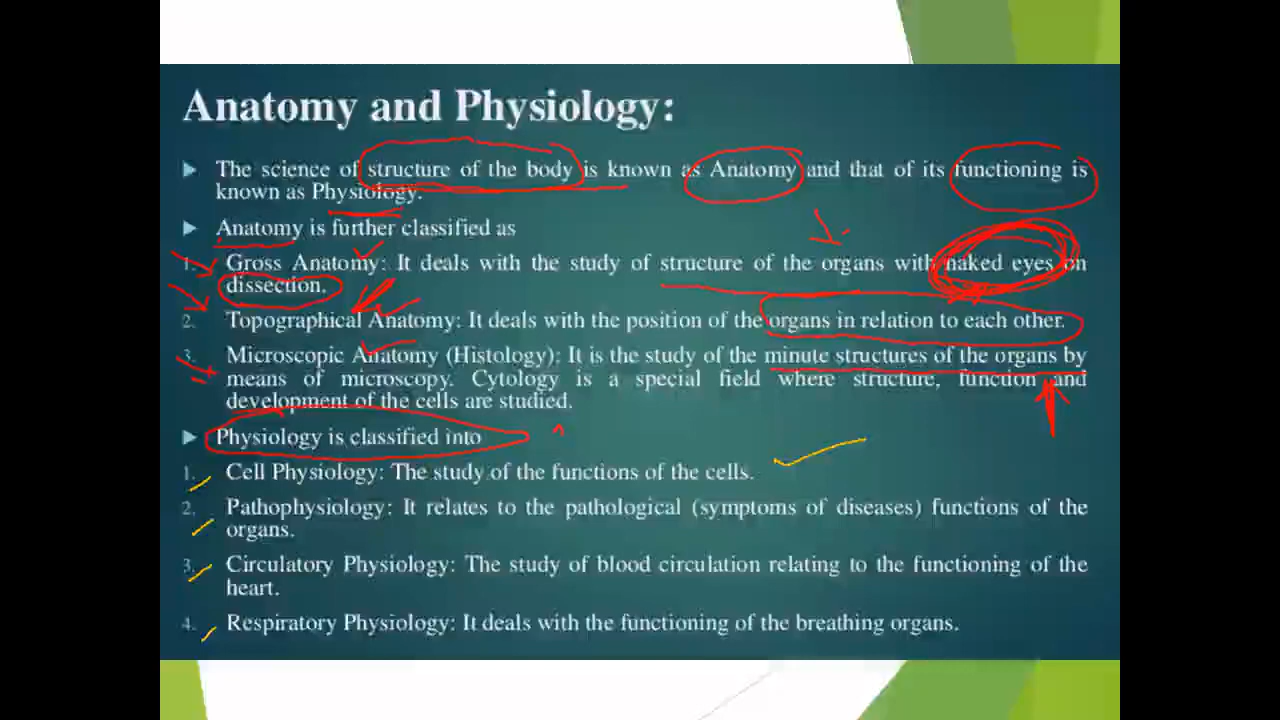 Anatomy and Physiology:
The science of structure of the body is known as Anatomy and that of its functioning is
known as Physiology.
Anatomy is further classified as
1. Gross Anatomy: It deals with the study of structure of the organs with naked eyes on
dissection.
2. Topographical Anatomy: It deals with the position of the organs in relation to each other.
3. Microscopic Anatomy (Histology): It is the study of the minute structures of the organs by
means of microscopy. Cytology is a special field where structure, function and
development of the cells are studied.
Physiology is classified into
1. Cell Physiology: The study of the functions of the cells.
2. Pathophysiology: It relates to the pathological (symptoms of diseases) functions of the
organs.
3. Circulatory Physiology: The study of blood circulation relating to the functioning of the
heart.
4. Respiratory Physiology: It deals with the functioning of the breathing organs.